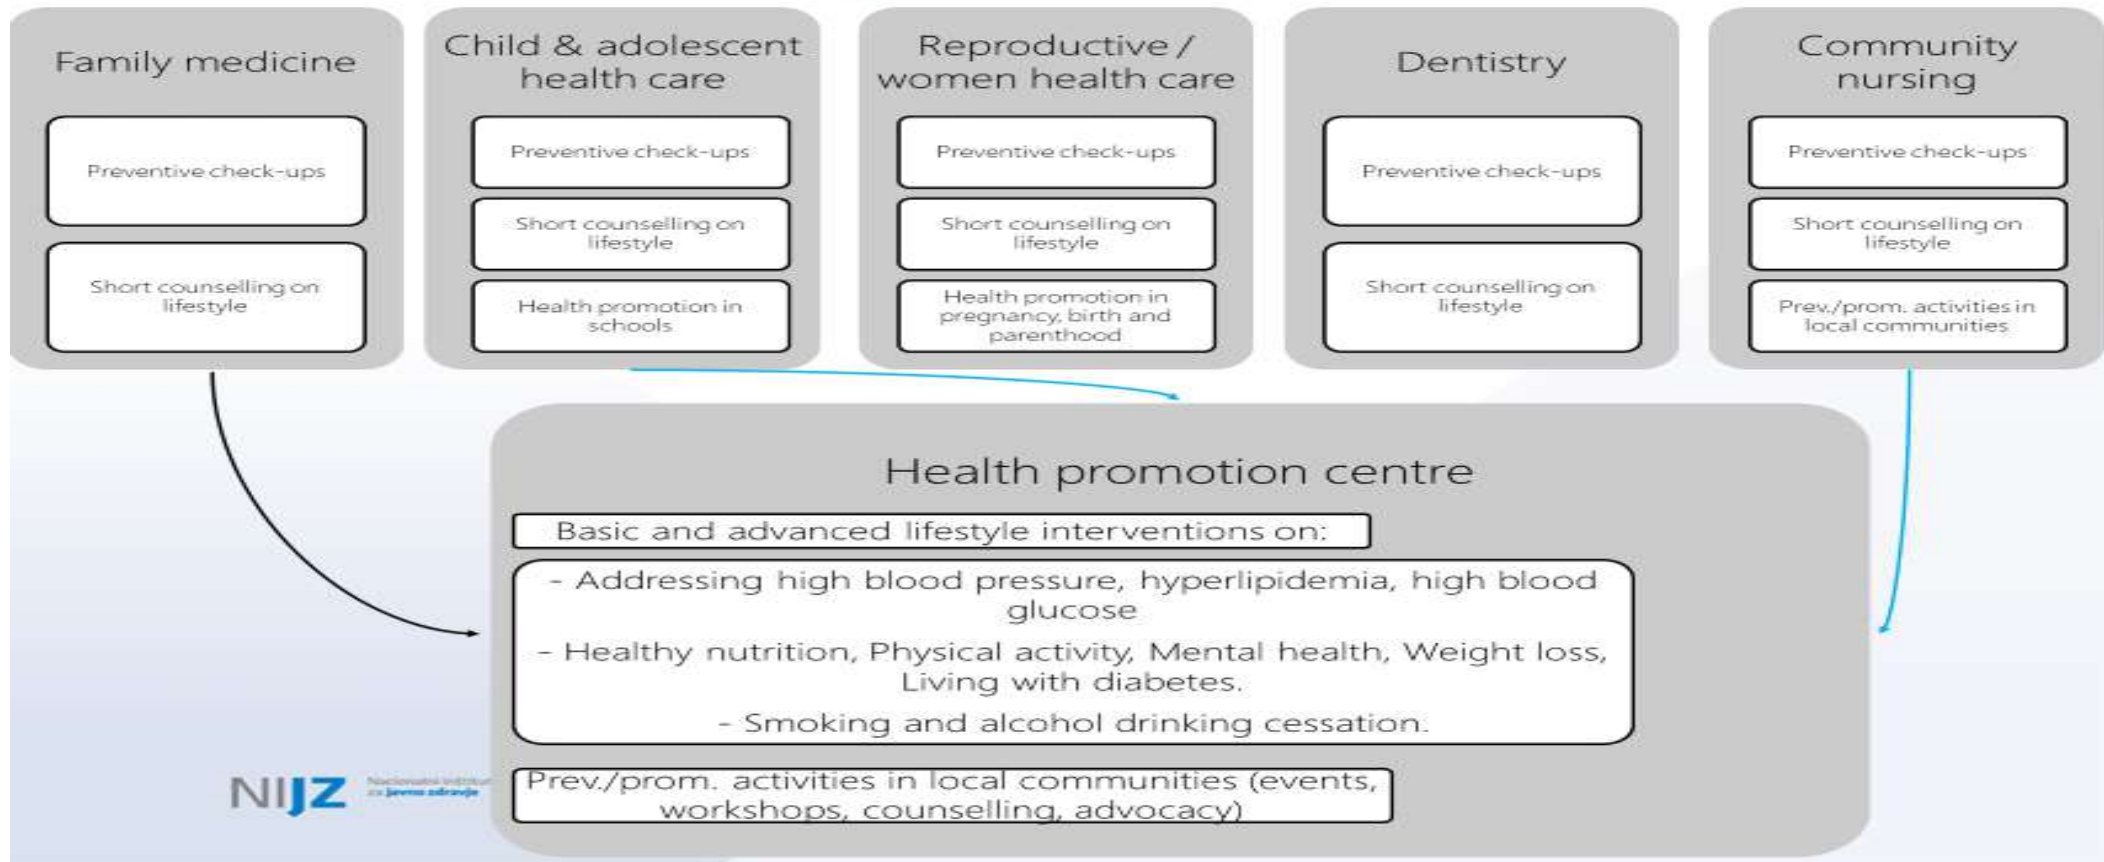 Family medicine
Preventive check-ups
Short counselling on
lifestyle
Child & adolescent
health care
Preventive check-ups
Short counselling on
lifestyle
Health promotion in
schools
Reproductive /
women health care
Preventive check-ups
Short counselling on
lifestyle
Health promotion in
pregnancy, birth and
parenthood
Dentistry
Preventive check-ups
Short counselling on
lifestyle
Community
nursing
Preventive check-ups
Short counselling on
lifestyle
Prev./prom. activities in
local communities
Health promotion centre
Basic and advanced lifestyle interventions on:
- Addressing high blood pressure, hyperlipidemia, high blood
glucose
- Healthy nutrition, Physical activity, Mental health, Weight loss,
Living with diabetes.
- Smoking and alcohol drinking cessation.
Prev./prom. activities in local communities (events,
workshops, counselling, advocacy)
NIJZ
Nacionalni inštitut
za javno zdravje